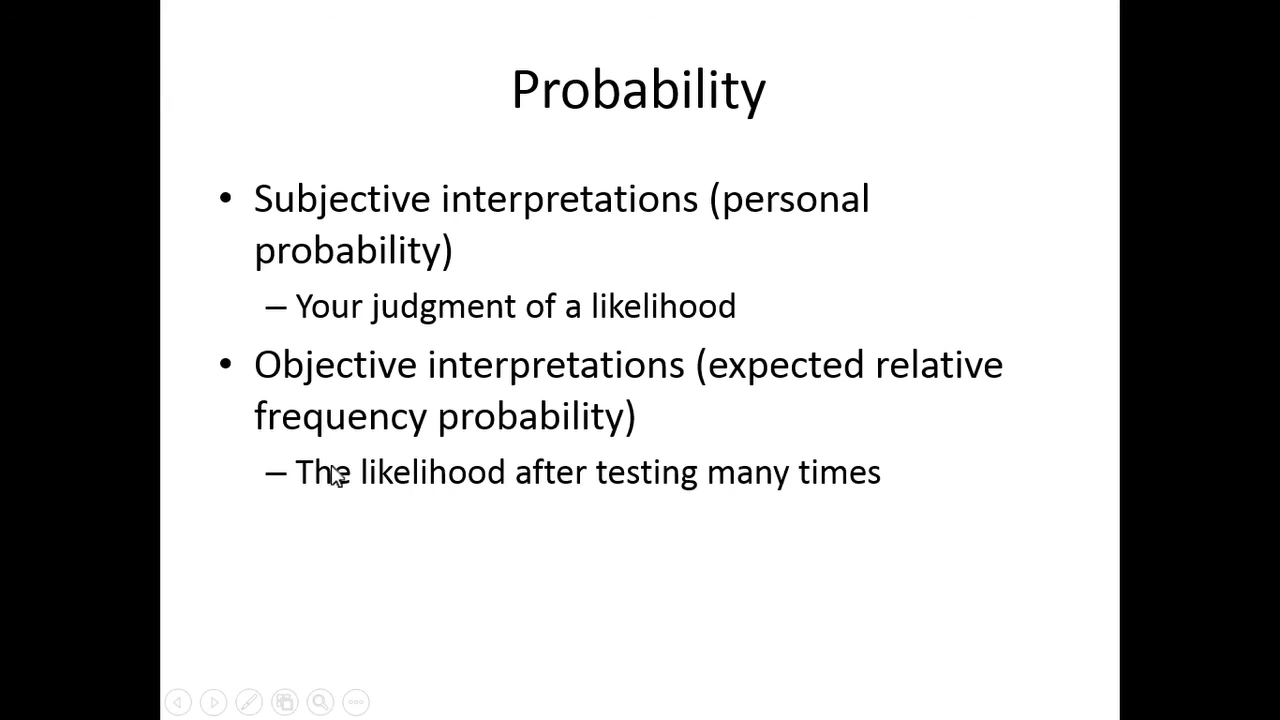 Probability
• Subjective interpretations (personal
probability)
– Your judgment of a likelihood
• Objective interpretations (expected relative
frequency probability)
– The likelihood after testing many times